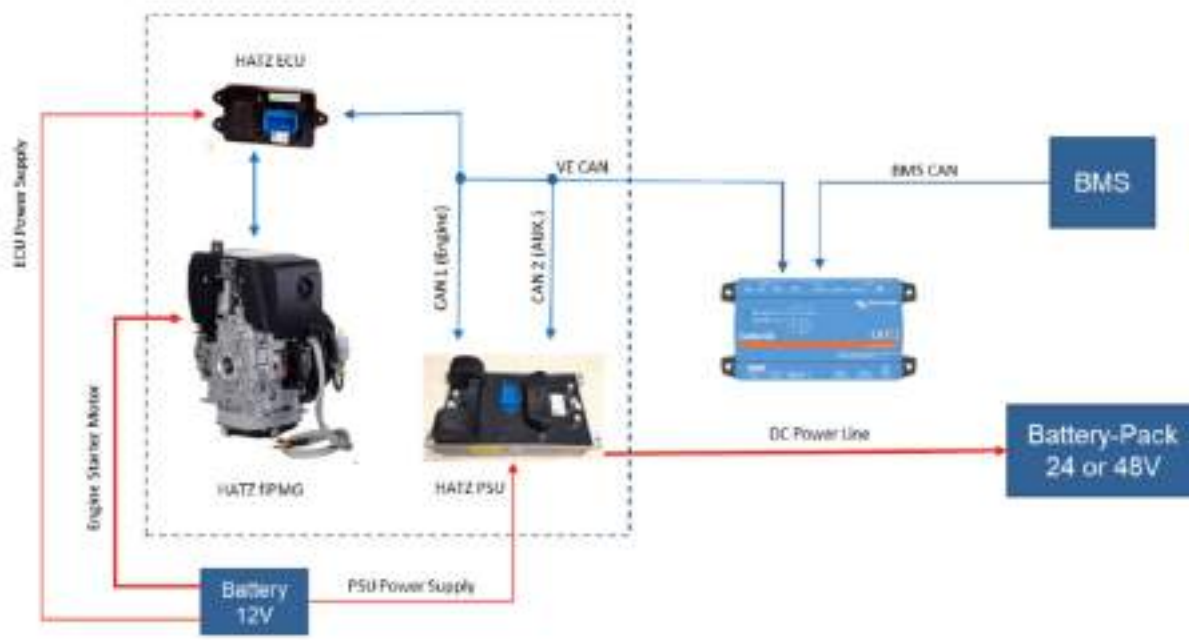 HATZ ECU
VE CAN
BMS CAN
BMS
ECU Power Supply
CAN 1 (Engine)
CAN 2 (AUX.)
Engine Starter Motor
DC Power Line
Battery-Pack
24 or 48V
HATZ fiPMG
HATZ PSU
Battery
12V
PSU Power Supply